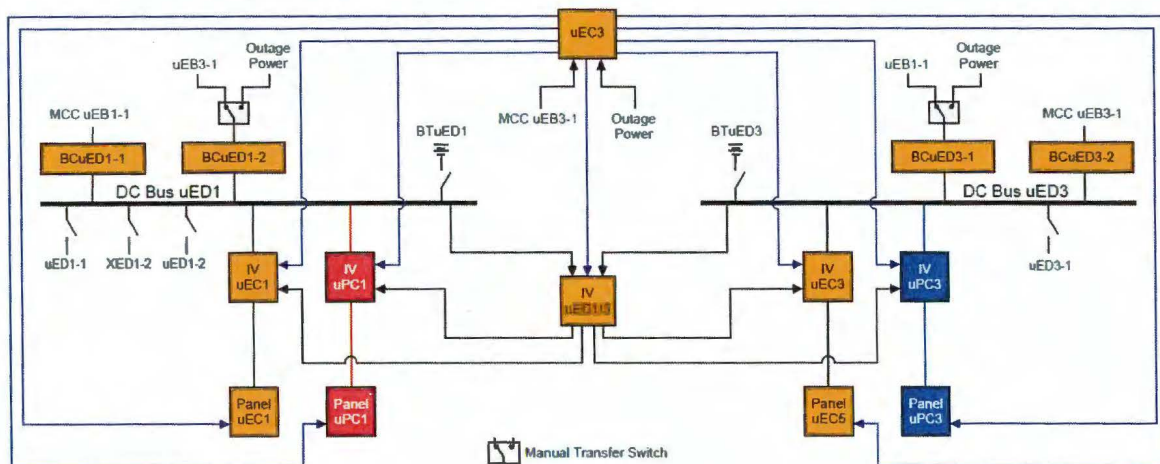 uEC3
uEB3-1
Outage
Power
MCC uEB1-1
BCuED1-1
BCuED1-2
DC Bus uED1
BTuED1
MCC uEB3-1
Outage
Power
BTuED3
uEB1-1
Outage
Power
MCC uEB3-1
BCuED3-1
BCuED3-2
DC Bus uED3
uED1-1
XED1-2
uED1-2
uED3-1
IV
uEC1
IV
uPC1
IV
IV
uEC3
IV
uPC3
Panel
uEC1
Panel
uPC1
Panel
uEC5
Panel
uPC3
Manual Transfer Switch